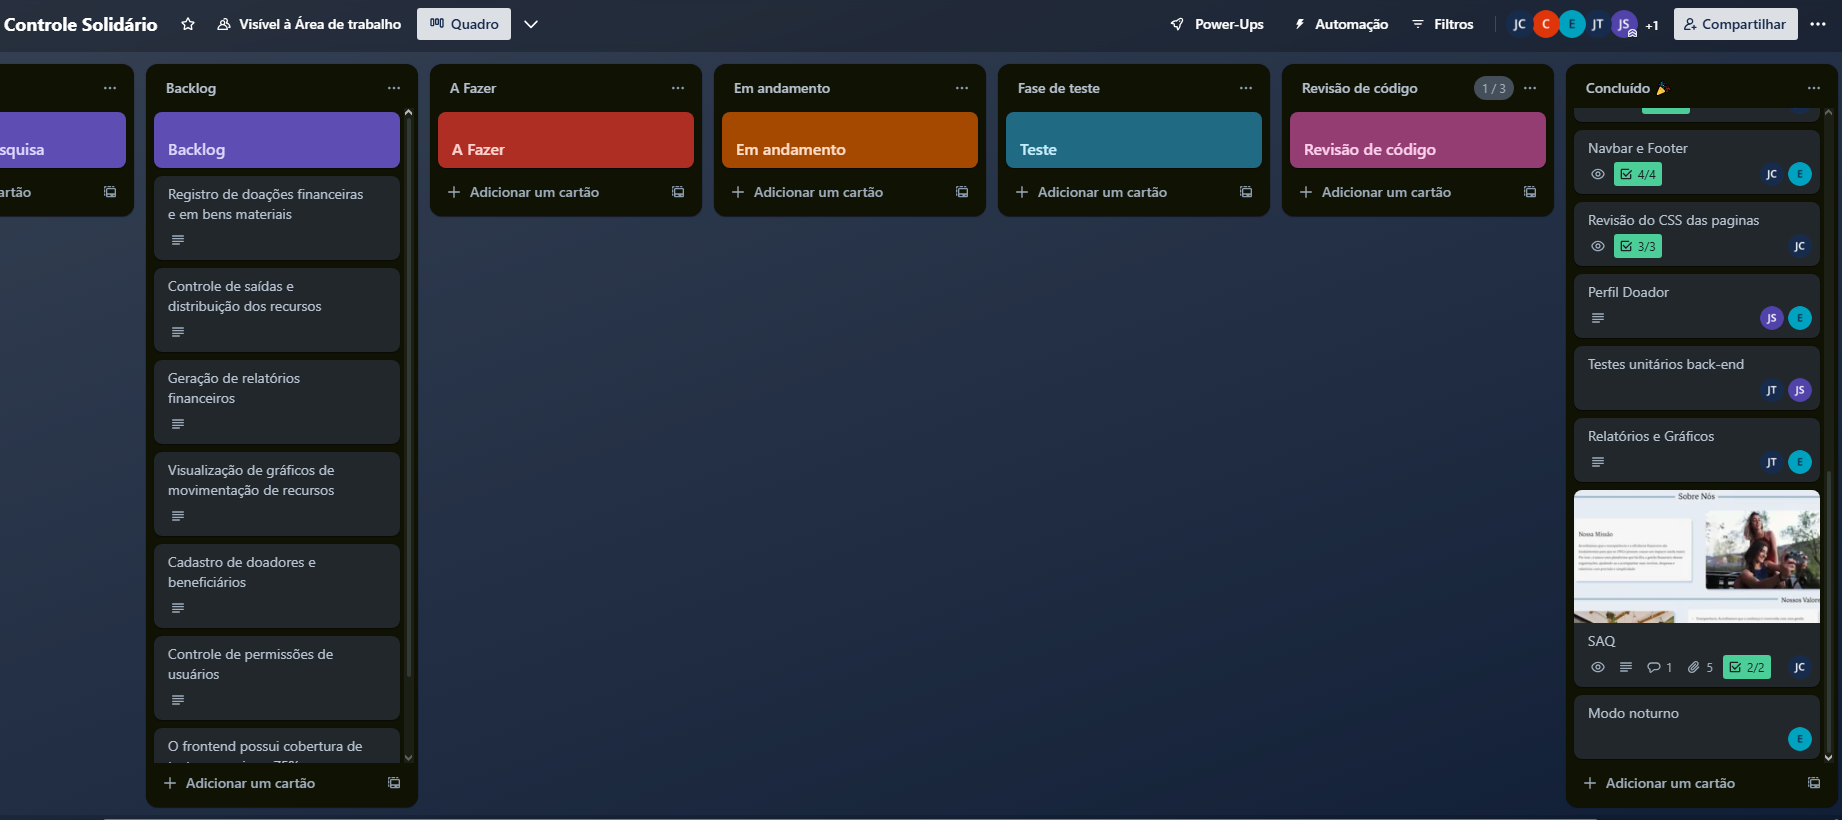 Controle Solidário
Visível à Área de trabalho
Quadro
Power-Ups
Automação
Filtros
JC
C
E
JT
JS
+1
Compartilhar
squisa
artão
Backlog
Backlog
Registro de doações financeiras
e em bens materiais
Controle de saídas e
distribuição dos recursos
Geração de relatórios
financeiros
Visualização de gráficos de
movimentação de recursos
Cadastro de doadores e
beneficiários
Controle de permissões de
usuários
O frontend possui cobertura de
Adicionar um cartão
A Fazer
A Fazer
Adicionar um cartão
Em andamento
Em andamento
Adicionar um cartão
Fase de teste
Teste
Adicionar um cartão
Revisão de código
1 / 3
Revisão de código
Adicionar um cartão
Concluído
Navbar e Footer
4/4
JC
E
Revisão do CSS das paginas
3/3
JC
Perfil Doador
JS
E
Testes unitários back-end
JT
JS
Relatórios e Gráficos
JT
E
Sobre Nós
Nossa Missão
Nossos Valore
SAQ
1
5
2/2
JC
Modo noturno
E
Adicionar um cartão